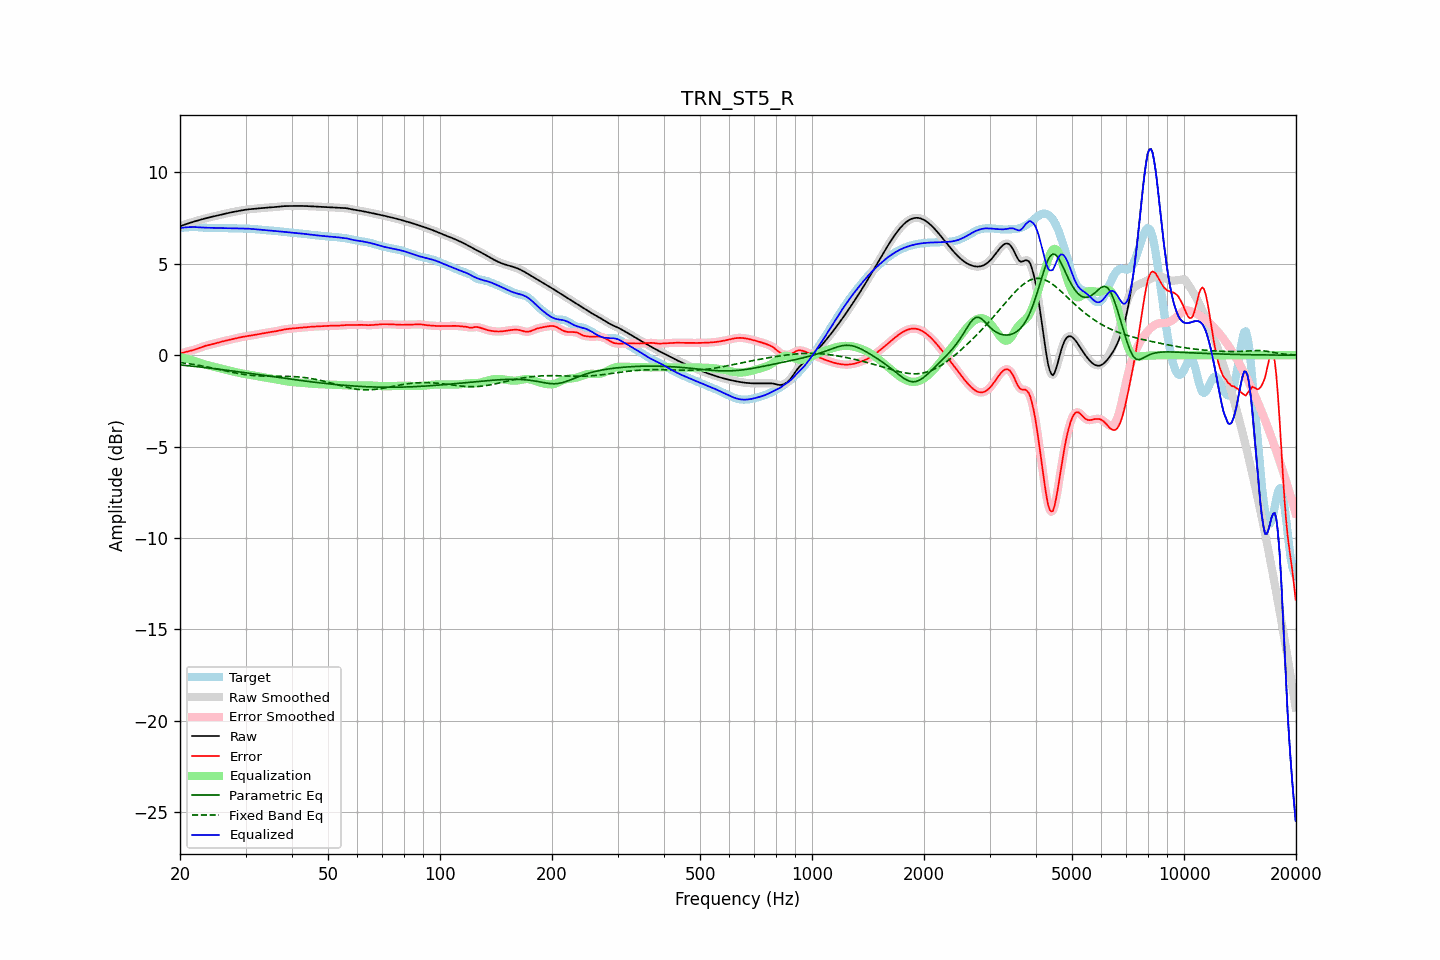 TRN_ST5_R
Amplitude (dBr)
10
5
0
−5
−10
−15
−20
−25
Target
Raw Smoothed
Error Smoothed
Raw
Error
Equalization
Parametric Eq
Fixed Band Eq
Equalized
20 50 100 200 500 1000 2000 5000 10000 20000
Frequency (Hz)